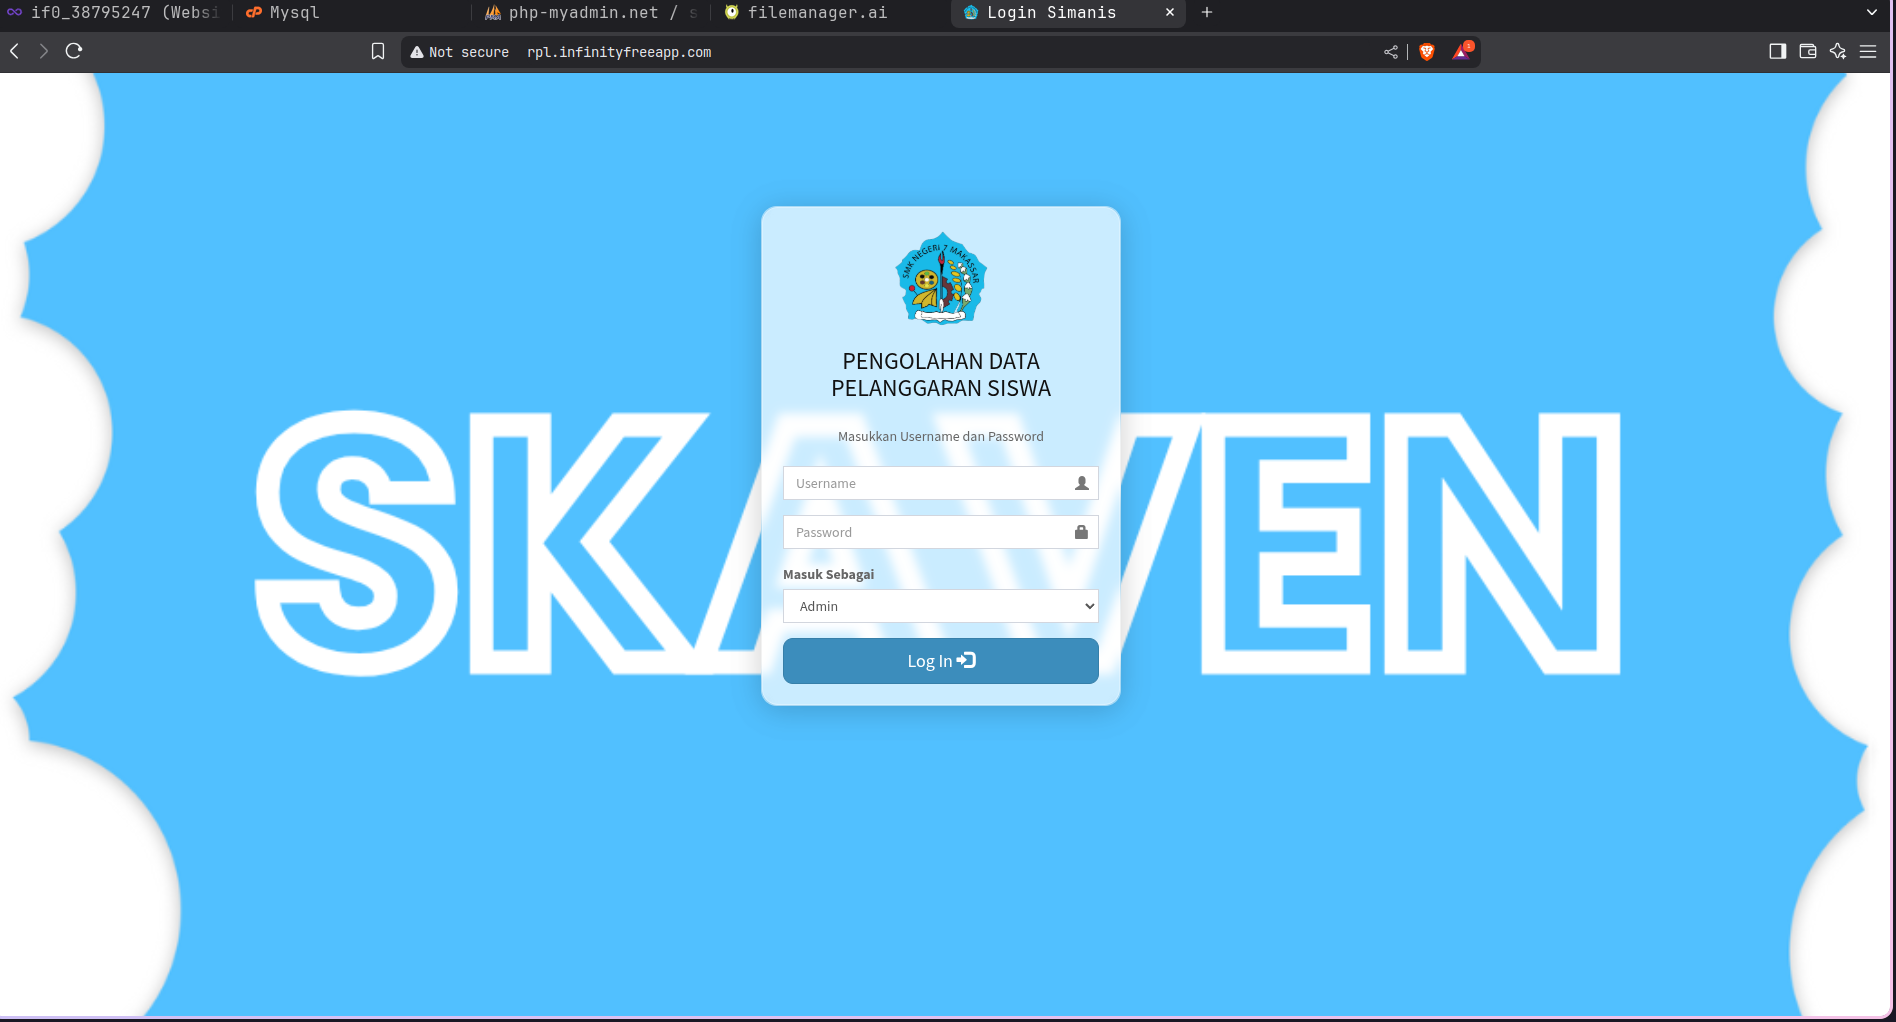 if0_38795247 (Websi
Mysql
php-myadmin.net / s
filemanager.ai
Login Simanis
Not secure rpl.infinityfreeapp.com
1
SMK NEGERI 7 MAKASSAR
PENGOLAHAN DATA
PELANGGARAN SISWA
Masukkan Username dan Password
Username
Password
Masuk Sebagai
Admin
Log In
SKAVEN